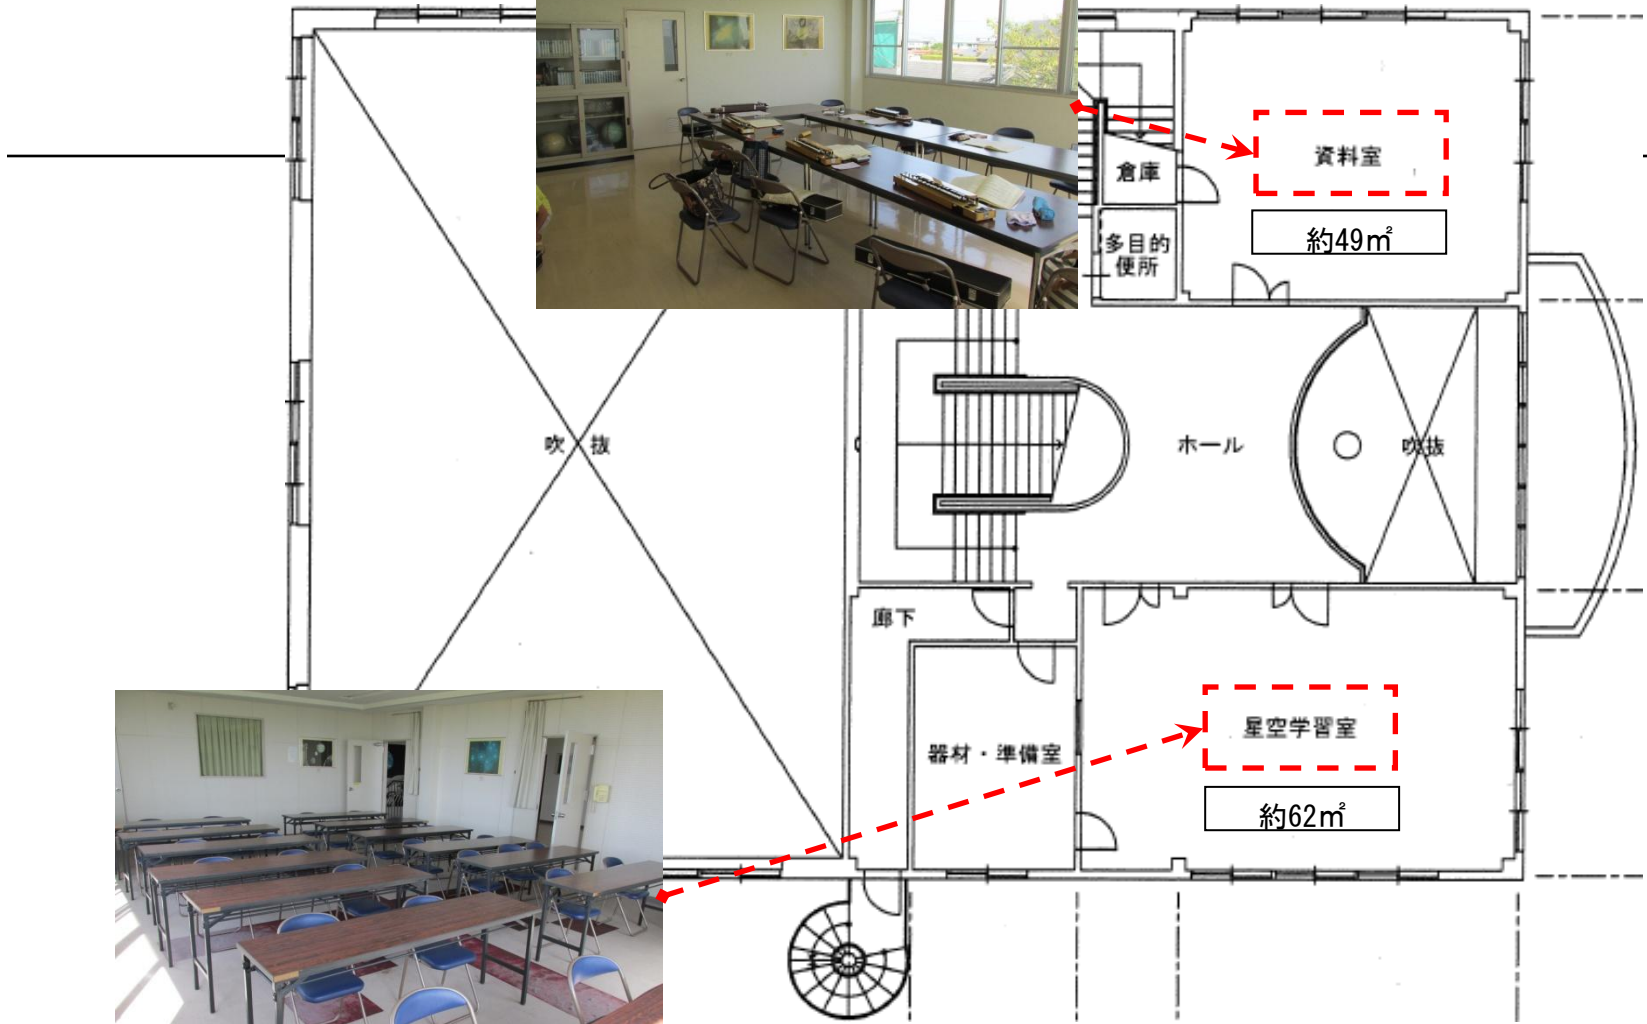 資料室
倉庫
約49㎡
多目的
便所
吹抜
ホール
吹抜
廊下
星空学習室
器材・準備室
約62㎡